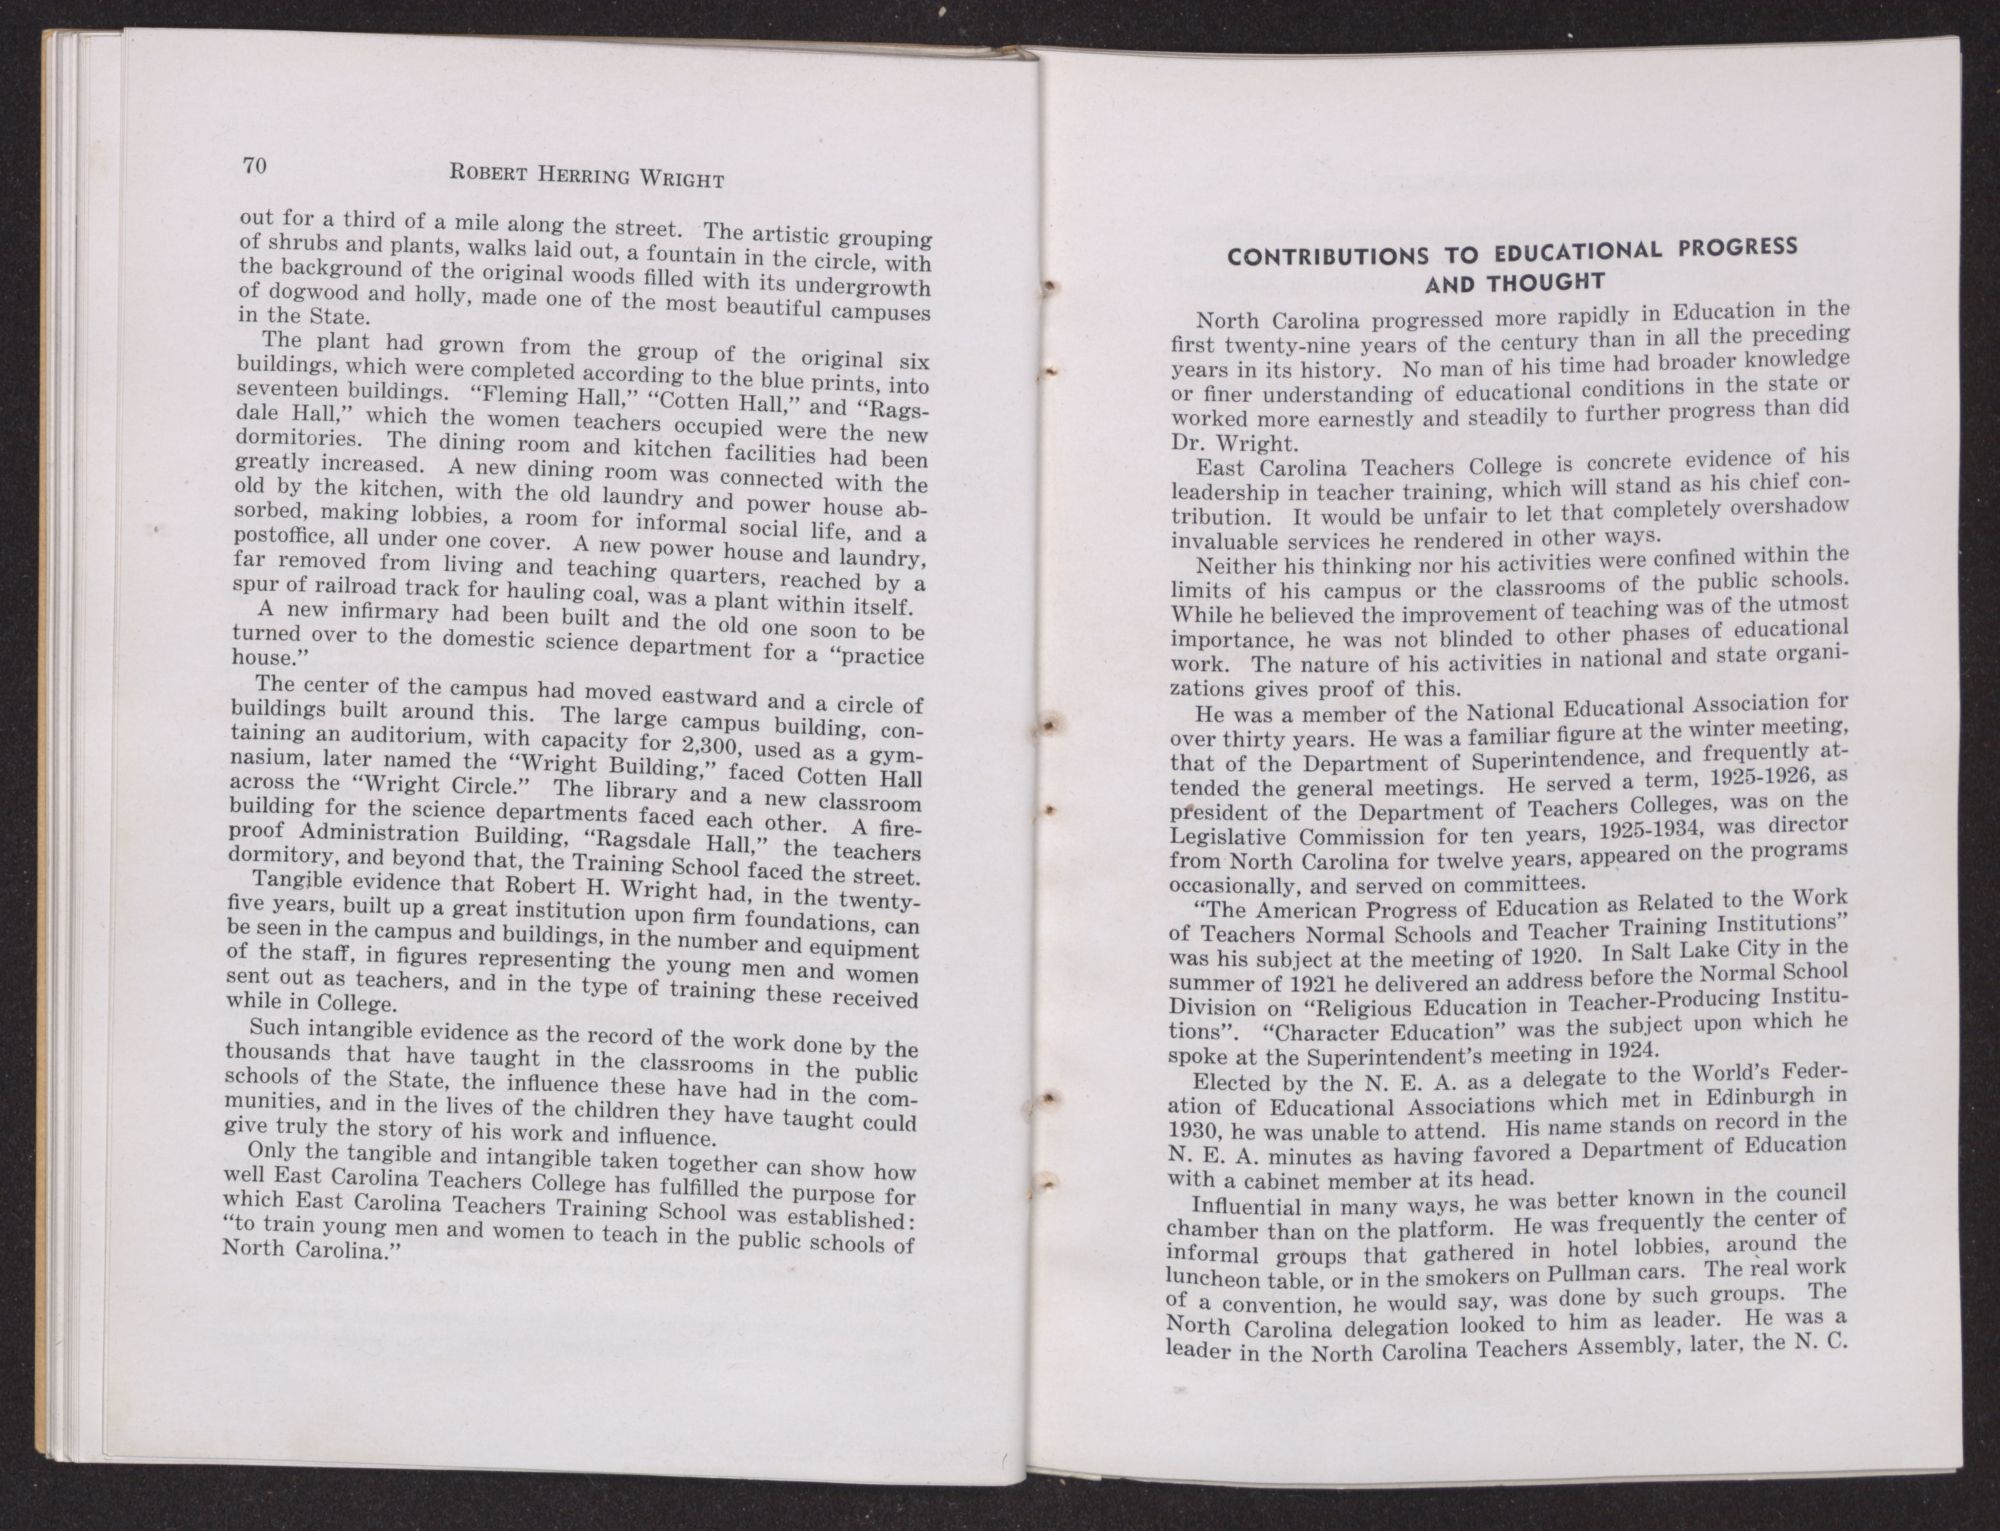 70
ROBERT HERRING WRIGHT
out for a third of a mile along the street. The artistic grouping
of shrubs and plants, walks laid out, a fountain in the circle, with
the background of the original woods filled with its undergrowth
of dogwood and holly, made one of the most beautiful campuses
in the State.
The plant had grown from the group of the original six
buildings, which were completed according to the blue prints, into
seventeen buildings. “Fleming Hall,” “Cotten Hall,” and “Rags-
dale Hall,” which the women teachers occupied were the new
dormitories. The dining room and kitchen facilities had been
greatly increased. A new dining room was connected with the
old by the kitchen, with the old laundry and power house ab-
sorbed, making lobbies, a room for informal social life, and a
postoffice, all under one cover. A new power house and laundry,
far removed from living and teaching quarters, reached by a
spur of railroad track for hauling coal, was a plant within itself.
A new infirmary had been built and the old one soon to be
turned over to the domestic science department for a “practice
house.”
The center of the campus had moved eastward and a circle of
buildings built around this. The large campus building, con-
taining an auditorium, with capacity for 2,300, used as a gym-
nasium, later named the “Wright Building,” faced Cotten Hall
across the “Wright Circle.” The library and a new classroom
building for the science departments faced each other. A fire-
proof Administration Building, “Ragsdale Hall,” the teachers
dormitory, and beyond that, the Training School faced the street.
Tangible evidence that Robert H. Wright had, in the twenty-
five years, built up a great institution upon firm foundations, can
be seen in the campus and buildings, in the number and equipment
of the staff, in figures representing the young men and women
sent out as teachers, and in the type of training these received
while in College.
Such intangible evidence as the record of the work done by the
thousands that have taught in the classrooms in the public
schools of the State, the influence these have had in the com-
munities, and in the lives of the children they have taught could
give truly the story of his work and influence.
Only the tangible and intangible taken together can show how
well East Carolina Teachers College has fulfilled the purpose for
which East Carolina Teachers Training School was established:
“to train young men and women to teach in the public schools of
North Carolina.”
CONTRIBUTIONS TO EDUCATIONAL PROGRESS
AND THOUGHT
North Carolina progressed more rapidly in Education in the
first twenty-nine years of the century than in all the preceding
years in its history. No man of his time had broader knowledge
or finer understanding of educational conditions in the state or
worked more earnestly and steadily to further progress than did
Dr. Wright.
East Carolina Teachers College is concrete evidence of his
leadership in teacher training, which will stand as his chief con-
tribution. It would be unfair to let that completely overshadow
invaluable services he rendered in other ways.
Neither his thinking nor his activities were confined within the
limits of his campus or the classrooms of the public schools.
While he believed the improvement of teaching was of the utmost
importance, he was not blinded to other phases of educational
work. The nature of his activities in national and state organi-
zations gives proof of this.
He was a member of the National Educational Association for
over thirty years. He was a familiar figure at the winter meeting,
that of the Department of Superintendence, and frequently at-
tended the general meetings. He served a term, 1925-1926, as
president of the Department of Teachers Colleges, was on the
Legislative Commission for ten years, 1925-1934, was director
from North Carolina for twelve years, appeared on the programs
occasionally, and served on committees.
“The American Progress of Education as Related to the Work
of Teachers Normal Schools and Teacher Training Institutions”
was his subject at the meeting of 1920. In Salt Lake City in the
summer of 1921 he delivered an address before the Normal School
Division on “Religious Education in Teacher-Producing Institu-
tions”. “Character Education” was the subject upon which he
spoke at the Superintendent’s meeting in 1924.
Elected by the N. E. A. as a delegate to the World’s Feder-
ation of Educational Associations which met in Edinburgh in
1930, he was unable to attend. His name stands on record in the
N. E. A. minutes as having favored a Department of Education
with a cabinet member at its head.
Influential in many ways, he was better known in the council
chamber than on the platform. He was frequently the center of
informal groups that gathered in hotel lobbies, around the
luncheon table, or in the smokers on Pullman cars. The real work
of a convention, he would say, was done by such groups. The
North Carolina delegation looked to him as leader. He was a
leader in the North Carolina Teachers Assembly, later, the N. C.